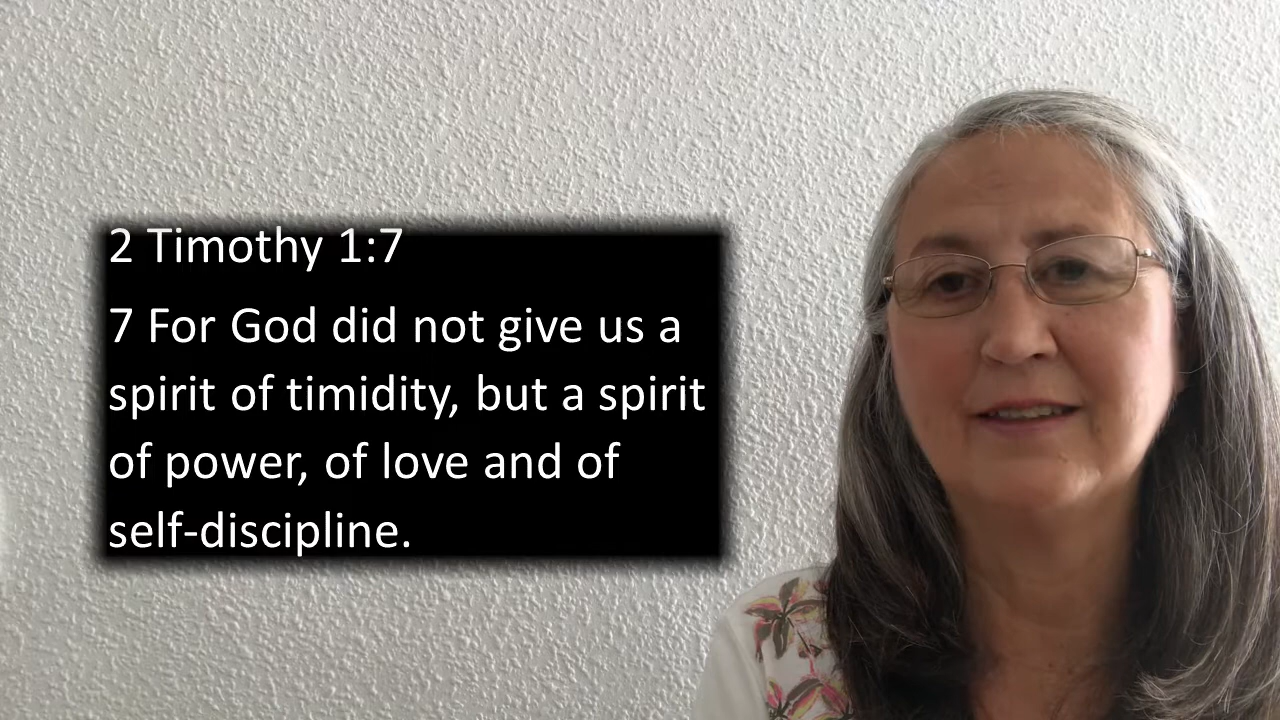 2 Timothy 1:7
7 For God did not give us a
spirit of timidity, but a spirit
of power, of love and of
self-discipline.